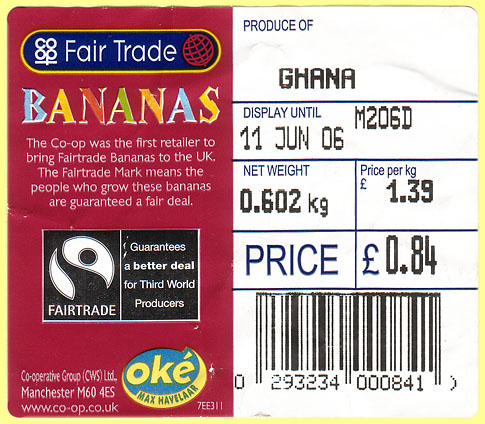 CO OP Fair Trade
BANANAS
The Co-op was the first retailer to
bring Fairtrade Bananas to the UK.
The Fairtrade Mark means the
people who grow these bananas
are guaranteed a fair deal.
Guarantees
a better deal
for Third World
Producers
FAIRTRADE
Co-operative Group (CWS) Ltd.,
Manchester M60 4ES
www.co-op.co.uk
oké
MAX HAVELAAR
7EE311
PRODUCE OF
GHANA
DISPLAY UNTIL
11 JUN 06 M206D
NET WEIGHT
0.602 kg
Price per kg
£ 1.39
PRICE £0.84
0 293234 000841 >